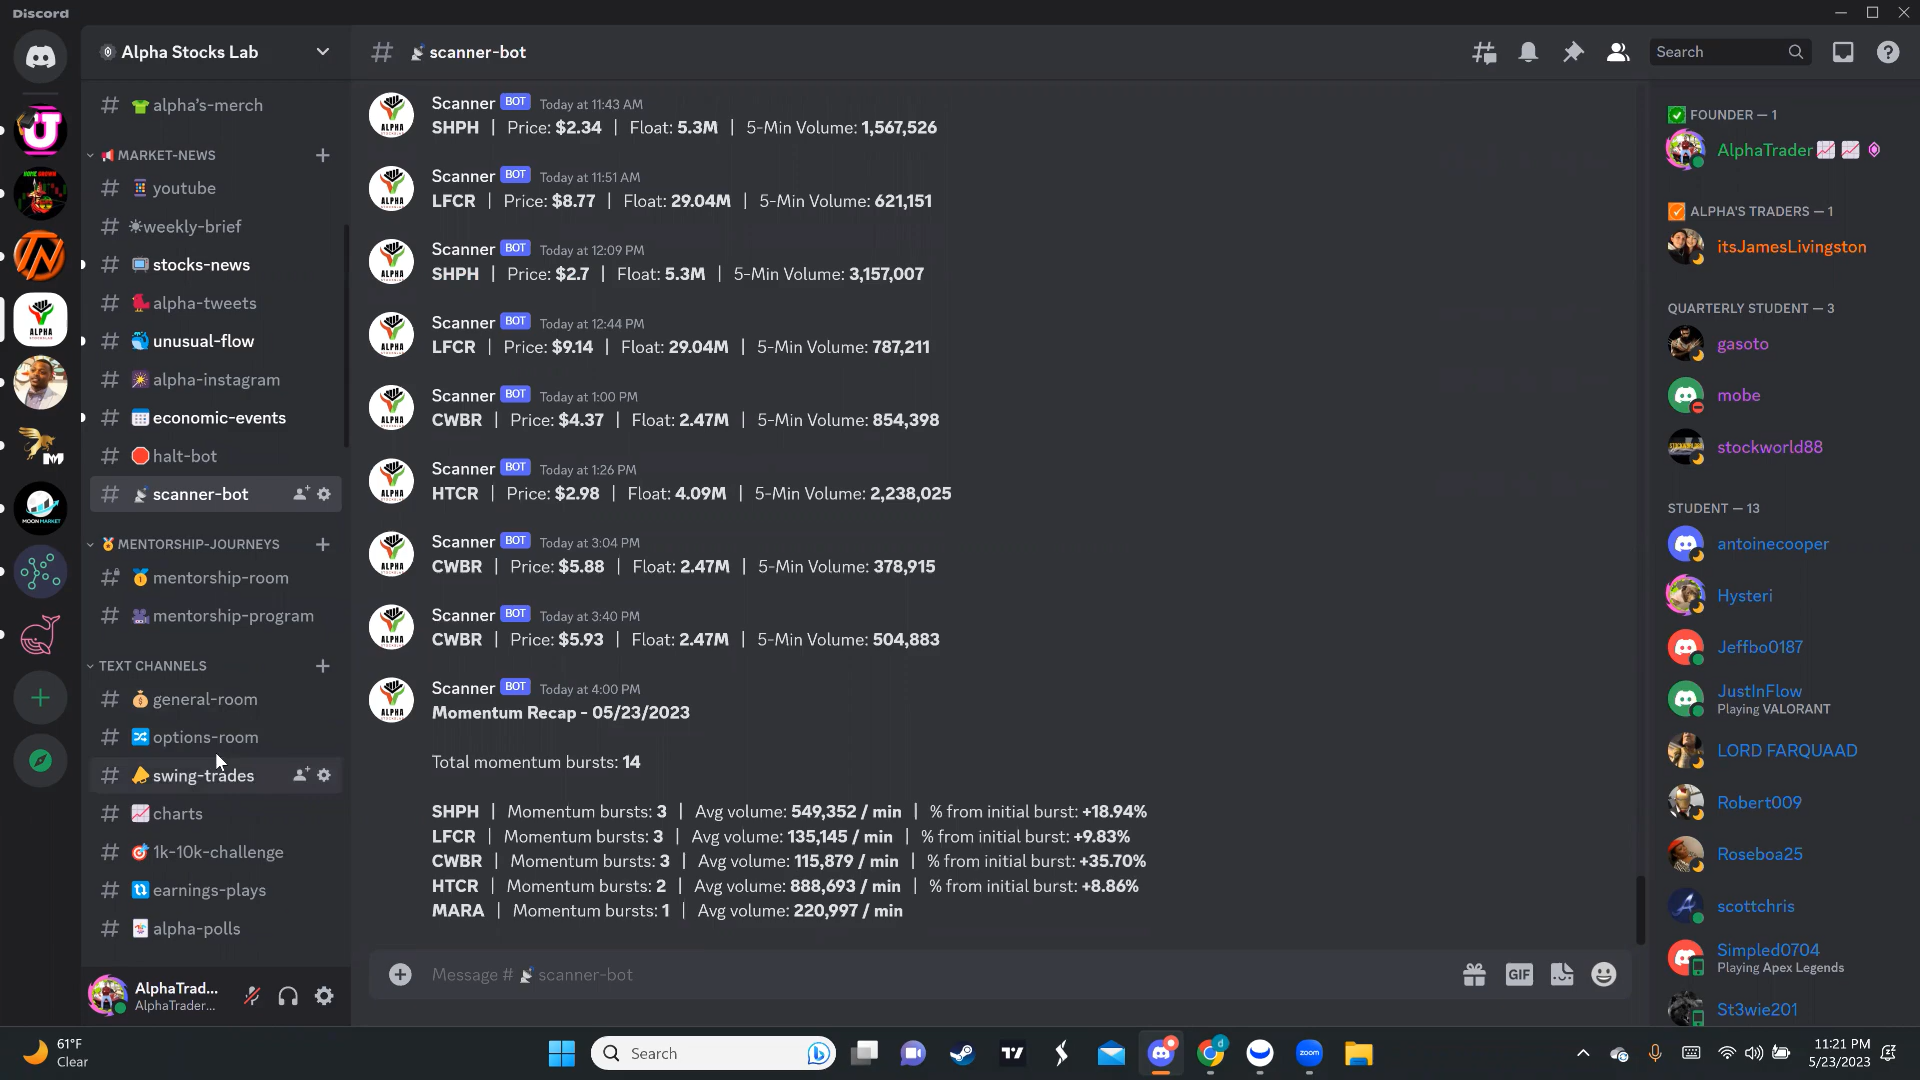 Discord
Alpha Stocks Lab
alpha's-merch
MARKET-NEWS
youtube
weekly-brief
stocks-news
alpha-tweets
unusual-flow
alpha-instagram
economic-events
halt-bot
scanner-bot
MENTORSHIP-JOURNEYS
mentorship-room
mentorship-program
TEXT CHANNELS
general-room
options-room
swing-trades
charts
1k-10k-challenge
earnings-plays
alpha-polls
AlphaTrad...
AlphaTrader...
scanner-bot
Search
Scanner BOT Today at 11:43 AM
SHPH | Price: $2.34 | Float: 5.3M | 5-Min Volume: 1,567,526
Scanner BOT Today at 11:51 AM
LFCR | Price: $8.77 | Float: 29.04M | 5-Min Volume: 621,151
Scanner BOT Today at 12:09 PM
SHPH | Price: $2.7 | Float: 5.3M | 5-Min Volume: 3,157,007
Scanner BOT Today at 12:44 PM
LFCR | Price: $9.14 | Float: 29.04M | 5-Min Volume: 787,211
Scanner BOT Today at 1:00 PM
CWBR | Price: $4.37 | Float: 2.47M | 5-Min Volume: 854,398
Scanner BOT Today at 1:26 PM
HTCR | Price: $2.98 | Float: 4.09M | 5-Min Volume: 2,238,025
Scanner BOT Today at 3:04 PM
CWBR | Price: $5.88 | Float: 2.47M | 5-Min Volume: 378,915
Scanner BOT Today at 3:40 PM
CWBR | Price: $5.93 | Float: 2.47M | 5-Min Volume: 504,883
Scanner BOT Today at 4:00 PM
Momentum Recap - 05/23/2023
Total momentum bursts: 14
SHPH | Momentum bursts: 3 | Avg volume: 549,352 / min | % from initial burst: +18.94%
LFCR | Momentum bursts: 3 | Avg volume: 135,145 / min | % from initial burst: +9.83%
CWBR | Momentum bursts: 3 | Avg volume: 115,879 / min | % from initial burst: +35.70%
HTCR | Momentum bursts: 2 | Avg volume: 888,693 / min | % from initial burst: +8.86%
MARA | Momentum bursts: 1 | Avg volume: 220,997 / min
Message # scanner-bot
GIF
FOUNDER — 1
AlphaTrader
ALPHA'S TRADERS — 1
itsJamesLivingston
QUARTERLY STUDENT — 3
gasoto
mobe
stockworld88
STUDENT — 13
antoinecooper
Hysteri
Jeffbo0187
JustInFlow
Playing VALORANT
LORD FARQUAAD
Robert009
Roseboa25
scottchris
Simpled0704
Playing Apex Legends
St3wie201
61°F
Clear
Search
zoom
11:21 PM
5/23/2023